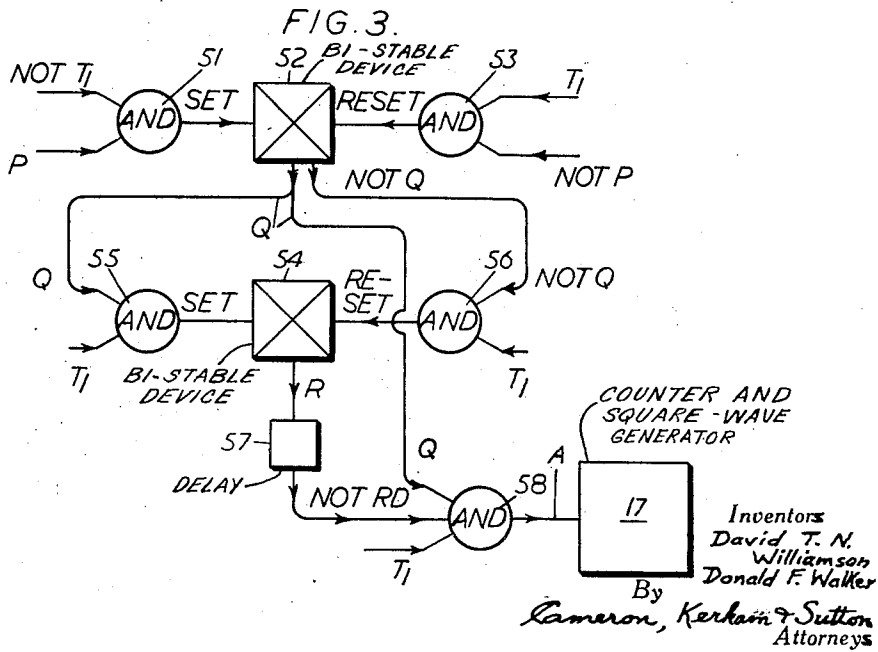 FIG.3.
BI-STABLE
DEVICE
NOT T1
51
52
53
T1
SET
RESET
AND
AND
P
NOT P
NOT Q
Q
Q
55
54
56
NOT Q
SET
RE-
SET
AND
AND
T1
T1
BI-STABLE
DEVICE
R
COUNTER AND
SQUARE-WAVE
GENERATOR
57
Q
A
DELAY
NOT RD
58
AND
17
T1
Inventors
David T. N.
Williamson
Donald F. Walker
By
Cameron, Kerkam & Sutton
Attorneys